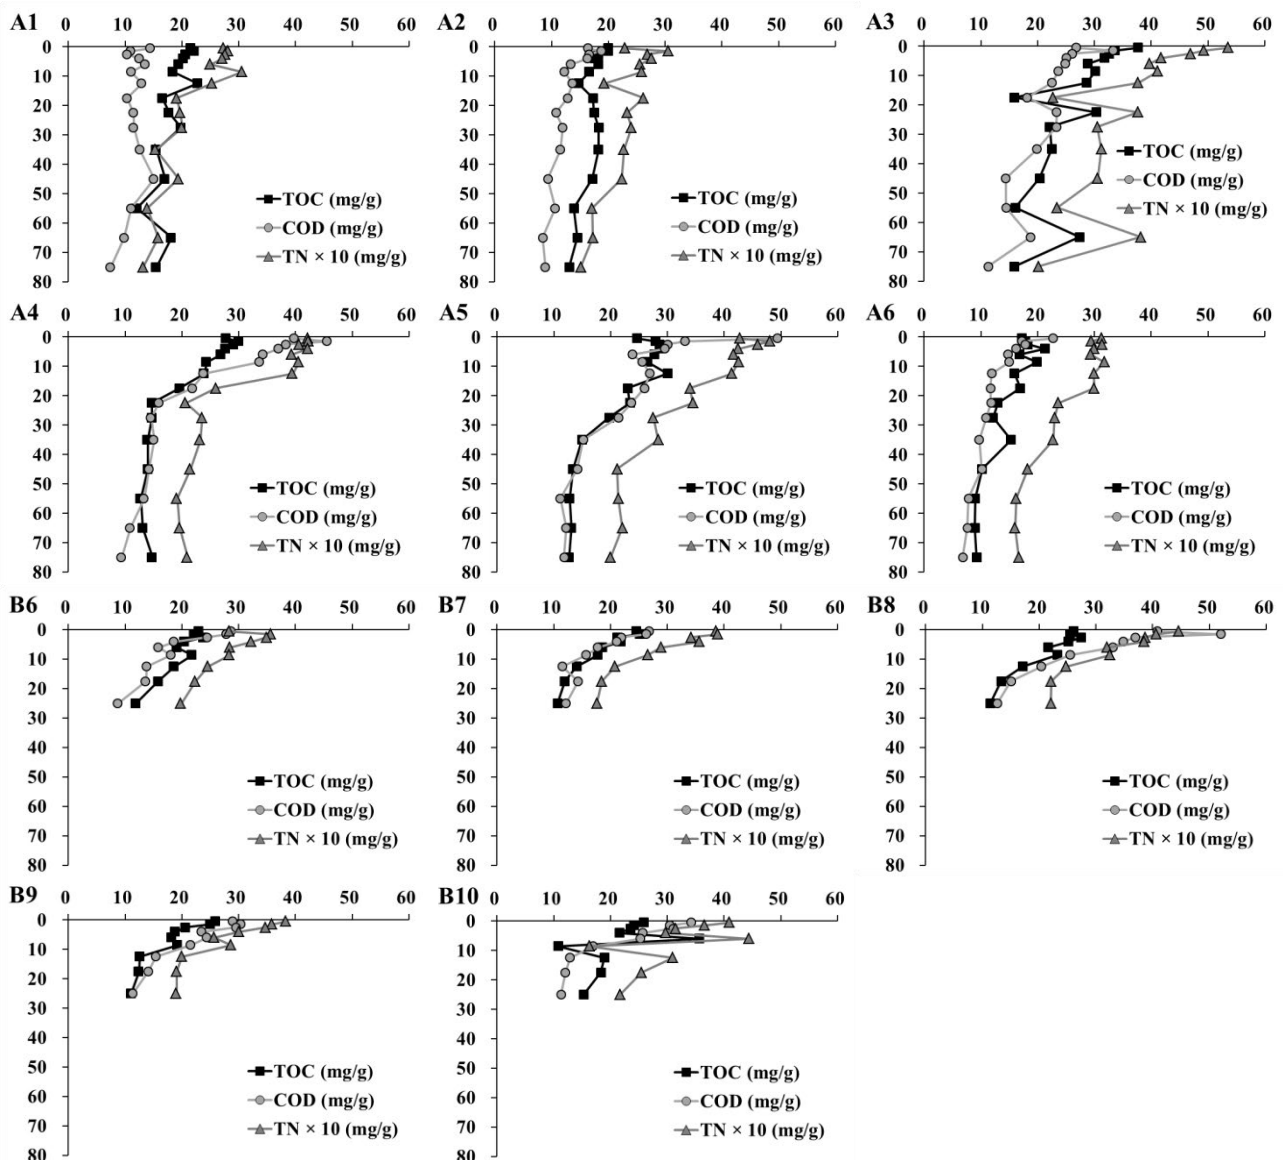 A1 0 10 20 30 40 50 60
0
10
20
30
40
50
60
70
80
TOC (mg/g)
COD (mg/g)
TN × 10 (mg/g)
A2 0 10 20 30 40 50 60
0
10
20
30
40
50
60
70
80
TOC (mg/g)
COD (mg/g)
TN × 10 (mg/g)
A3 0 10 20 30 40 50 60
0
10
20
30
40
50
60
70
80
TOC (mg/g)
COD (mg/g)
TN × 10 (mg/g)
A4 0 10 20 30 40 50 60
0
10
20
30
40
50
60
70
80
TOC (mg/g)
COD (mg/g)
TN × 10 (mg/g)
A5 0 10 20 30 40 50 60
0
10
20
30
40
50
60
70
80
TOC (mg/g)
COD (mg/g)
TN × 10 (mg/g)
A6 0 10 20 30 40 50 60
0
10
20
30
40
50
60
70
80
TOC (mg/g)
COD (mg/g)
TN × 10 (mg/g)
B6 0 10 20 30 40 50 60
0
10
20
30
40
50
60
70
80
TOC (mg/g)
COD (mg/g)
TN × 10 (mg/g)
B7 0 10 20 30 40 50 60
0
10
20
30
40
50
60
70
80
TOC (mg/g)
COD (mg/g)
TN × 10 (mg/g)
B8 0 10 20 30 40 50 60
0
10
20
30
40
50
60
70
80
TOC (mg/g)
COD (mg/g)
TN × 10 (mg/g)
B9 0 10 20 30 40 50 60
0
10
20
30
40
50
60
70
80
TOC (mg/g)
COD (mg/g)
TN × 10 (mg/g)
B10 0 10 20 30 40 50 60
0
10
20
30
40
50
60
70
80
TOC (mg/g)
COD (mg/g)
TN × 10 (mg/g)